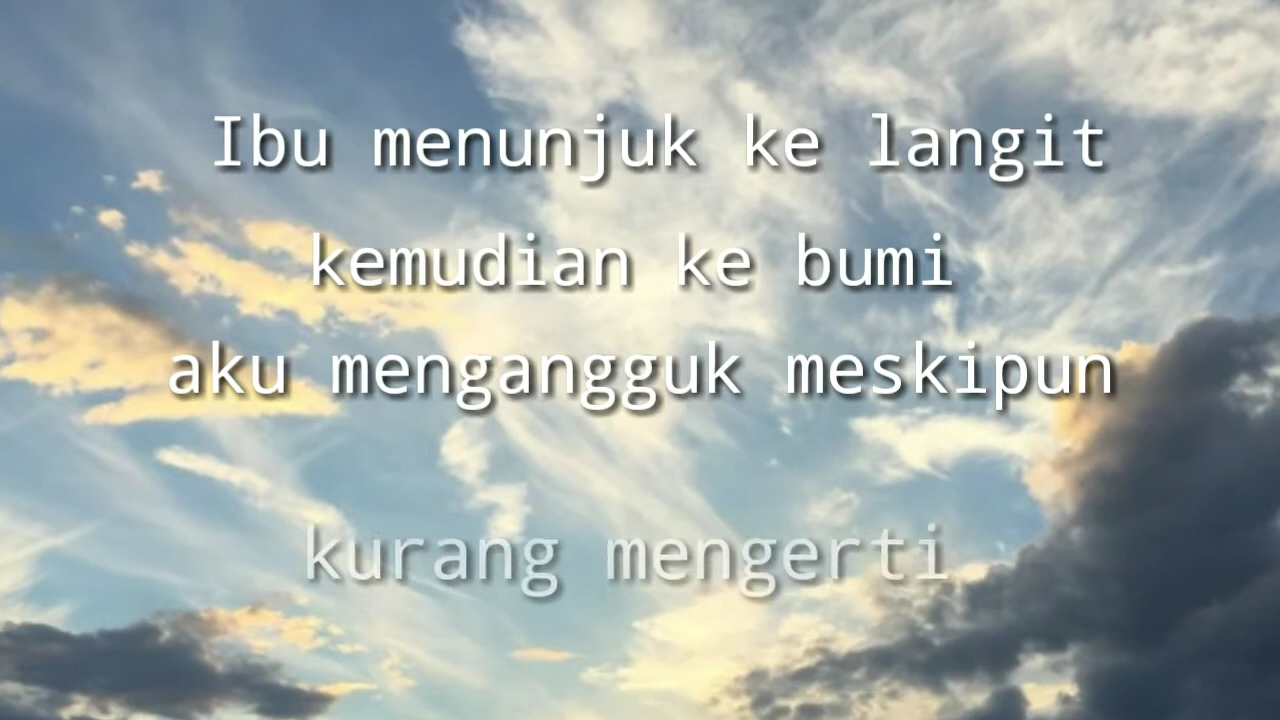 Ibu menunjuk ke langit
kemudian ke bumi
aku mengangguk meskipun
kurang mengerti